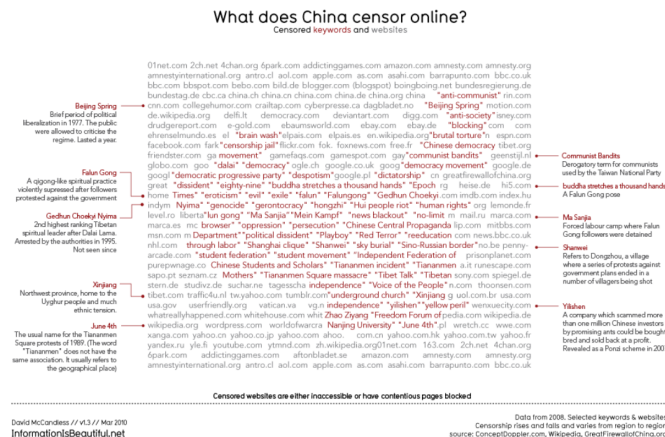 What does China censor online?
Censored keywords and websites
01net.com 2ch.net 4chan.org 6park.com addictinggames.com amazon.com amnesty.com amnesty.org
amnestyinternational.org antro.cl aol.com apple.com as.com asahi.com barrapunto.com bbc.co.uk
bbc.com bbspot.com bebo.com bild.de blogger.com (blogspot) boingboing.net bundesregierung.de
bundestag.de cbc.ca china.ch china.cn china.com china.de china.org china "anti-communist" rin.com
cnn.com collegehumor.com crailtap.com cyberpresse.ca dagbladet.no "Beijing Spring" motion.com
de.wikipedia.org delfi.lt democracy.com deviantart.com digg.com "anti-society" isney.com
drudgereport.com e-gold.com ebaumsworld.com ebay.com ebay.de "blocking" com com
ehrensenmurds.es el "brain wash" elpais.com elpais.es en.wikipedia.org "brutal torture" n espn.com
facebook.com fark "censorship jail" flickr.com fok. foxnews.com free.fr "Chinese democracy tibet.org
friendster.com ga movement" gamefaqs.com gamespot.com gay "communist bandits" geenstijl.nl
globo.com goo "dalai" "democracy" ogle.ch google.co.uk goog "democracy movement" google.de
googl "democratic progressive party" "despotism" google.pl "dictatorship" cn greatfirewallofchina.org
great "dissident" "eighty-nine" "buddha stretches a thousand hands" "Epoch rg heise.de hi5.com
home Times" "eroticism" "evil" "exile" "falun" "Falungong" "Gedhun Choekyi.com imdb.com index.hu
indym Nyima" "genocide" "gerontocracy" "hongzhi" "Hui people riot" "human rights" org lemonde.fr
level.ro liberta "lun gong" "Ma Sanjia" "Mein Kampf" "news blackout" "no-limit m mail.ru marca.com
marca.es mc browser" "oppression" "persecution" "Chinese Central Propaganda lip.com mitbbs.com
msn.com m Department" "political dissident" "Playboy" "Red Terror" "reeducation com news.bbc.co.uk
nhl.com through labor" "Shanghai clique" "Shanwei" "sky burial" "Sino-Russian border" no.be penny-
arcade.com "student federation" "student movement" "Independent Federation of prisonplanet.com
purepwnage.com Chinese Students and Scholars" "Tiananmen incident" "Tiananmen a.it runescape.com
sapo.pt seznam.cz Mothers" "Tiananmen Square massacre" "Tibet Talk" "Tibetan sony.com spiegel.de
stern.de studivz.de suchar.ne tagesscha independence" "Voice of the People" n.com thoonsen.com
tibet.com traffic4u.nl tw.yahoo.com tumblr.com "underground church" "Xinjiang g uol.com.br usa.com
usa.gov userfriendly.org vatican.va vg.n independence" "yilishen" "yellow peril" wenxuecity.com
whatreallyhappened.com whitehouse.com whit Zhao Ziyang "Freedom Forum of pedia.com wikipedia.de
wikipedia.org wordpress.com worldofwarcra Nanjing University" "June 4th".pl wretch.cc wwe.com
xanga.com yahoo.cn yahoo.co.jp yahoo.com ahoo. com.cn yahoo.com.hk yahoo.com.tw yahoo.fr
yandex.ru yle.fi youtube.com ytmnd.com zh.wikipedia.org01net.com 163.com 2ch.net 4chan.org
6park.com addictinggames.com aftonbladet.se amazon.com amnesty.com amnesty.org
amnestyinternational.org antro.cl aol.com apple.com as.com asahi.com barrapunto.com bbc.co.uk
Beijing Spring
Brief period of political
liberalization in 1977. The public
were allowed to criticise the
regime. Lasted a year.
Falun Gong
A qigong-like spiritual practice
violently supressed after followers
protested against the government
Gedhun Choekyi Nyima
2nd highest ranking Tibetan
spiritual leader after Dalai Lama.
Arrested by the authorities in 1995.
Not seen since
Xinjiang
Northwest province, home to the
Uyghur people and much
ethnic tension.
June 4th
The usual name for the Tiananmen
Square protests of 1989. (The word
"Tiananmen" does not have the
same association. It usually refers to
the geographical place)
Communist Bandits
Derogatory term for communists
used by the Taiwan National Party
buddha stretches a thousand hands
A Falun Gong pose
Ma Sanjia
Forced labour camp where Falun
Gong followers were detained
Shanwei
Refers to Dongzhou, a village
where a series of protests against
government plans ended in a
number of villagers being shot
Yilishen
A company which scammed more
than one million Chinese investors
by promising ants could be bought,
bred and sold back at a profit.
Revealed as a Ponzi scheme in 200
Censored websites are either inaccessible or have contentious pages blocked
David McCandless // v1.3 // Mar 2010
InformationIsBeautiful.net
Data from 2008. Selected keywords & websites
Censorship rises and falls and varies from region to region
source: ConceptDoppler.com, Wikipedia, GreatFirewallofChina.org